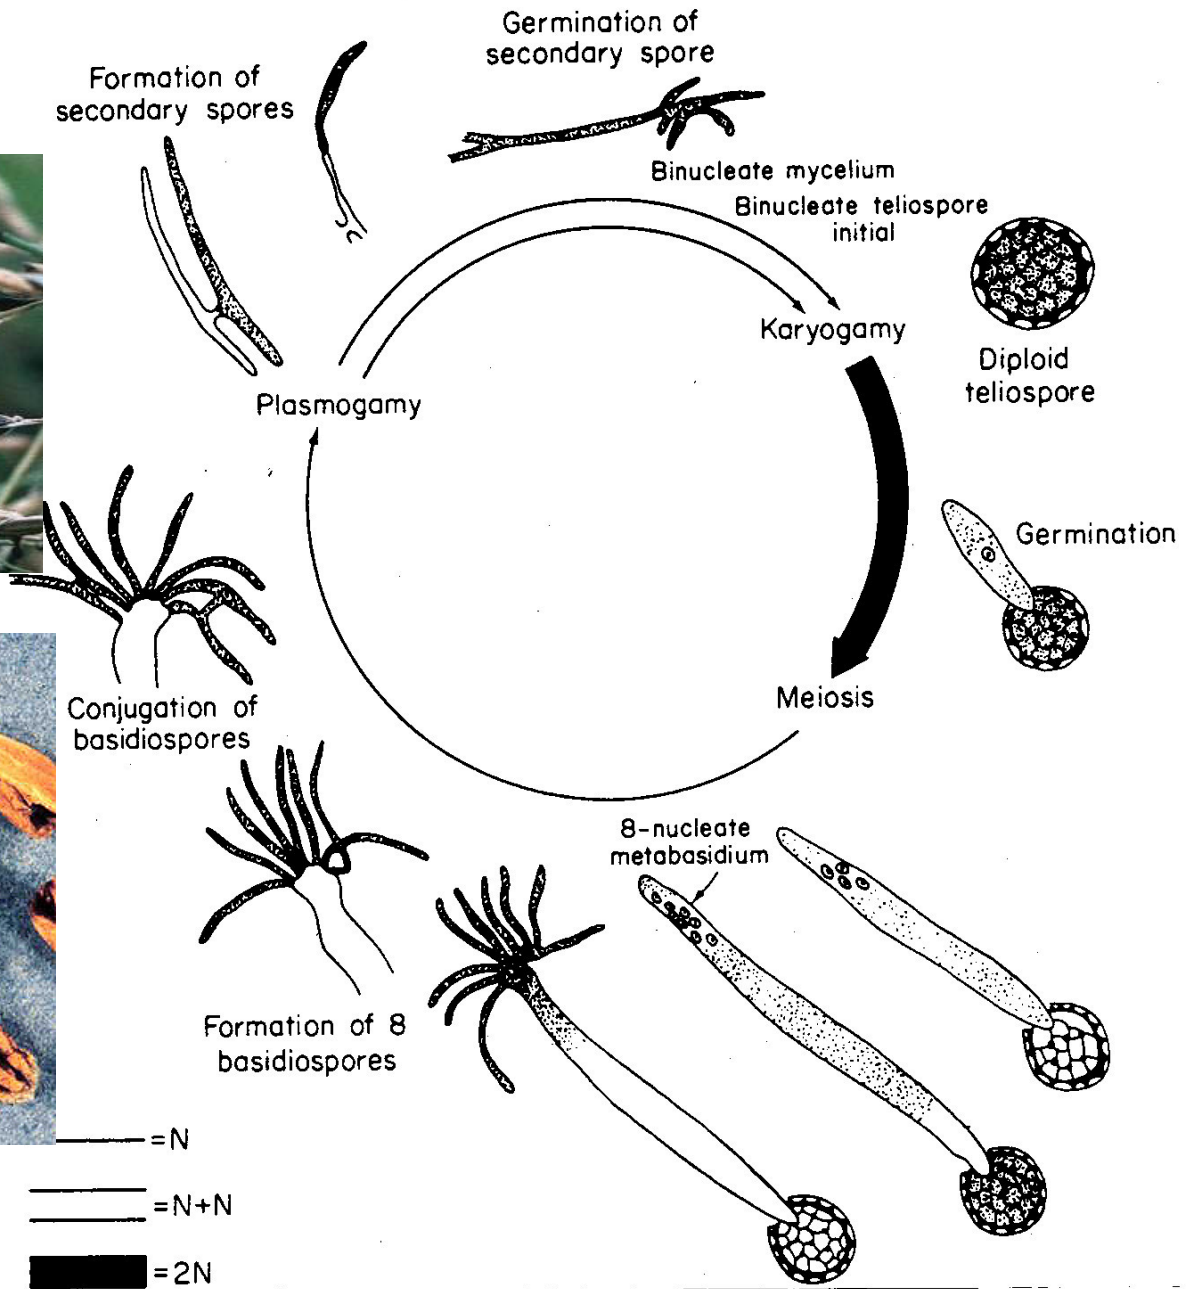 Germination of
secondary spore
Formation of
secondary spores
Binucleate mycelium
Binucleate teliospore
initial
Karyogamy
Diploid
teliospore
Plasmogamy
Germination
Meiosis
Conjugation of
basidiospores
8-nucleate
metabasidium
Formation of 8
basidiospores
=N
=N+N
=2N